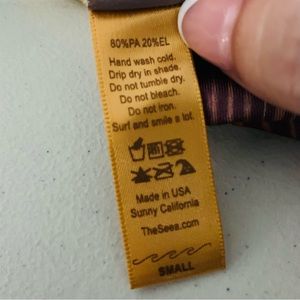 80%PA 20%EL
Hand wash cold.
Drip dry in shade.
Do not tumble dry.
Do not bleach.
Do not iron.
Surf and smile a lot.
Made in USA
Sunny California
TheSeea.com
SMALL